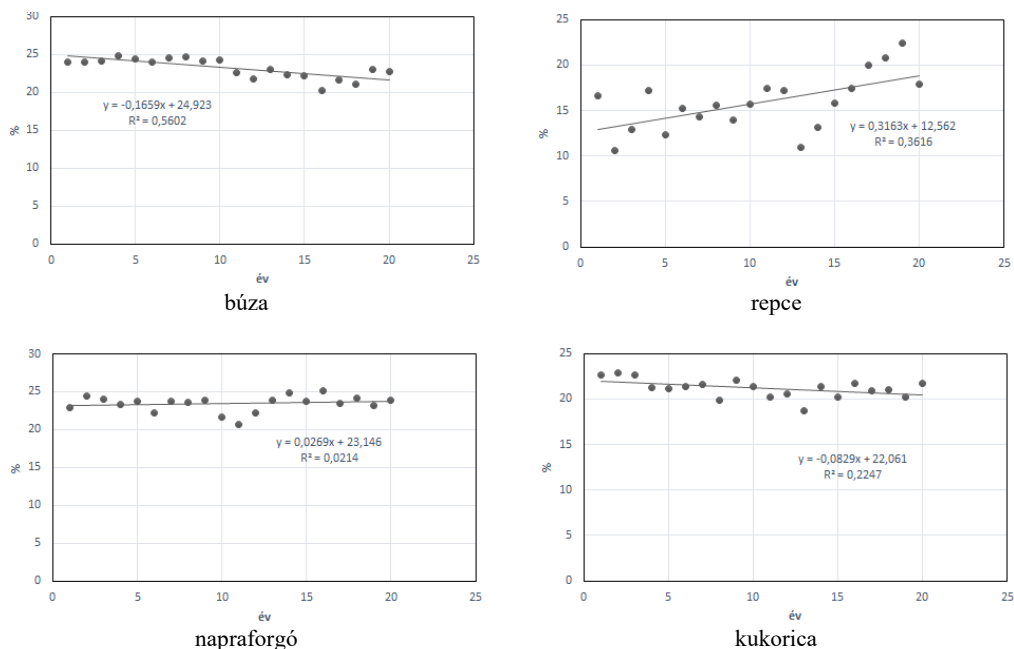 30
25
20
15
10
5
0
%
y = -0,1659x + 24,923
R² = 0,5602
0 5 10 15 20 25
év
búza
25
20
15
10
5
0
%
y = 0,3163x + 12,562
R² = 0,3616
0 5 10 15 20 25
év
repce
30
25
20
15
10
5
0
%
y = 0,0269x + 23,146
R² = 0,0214
0 5 10 15 20 25
év
napraforgó
25
20
15
10
5
0
%
y = -0,0829x + 22,061
R² = 0,2247
0 5 10 15 20 25
év
kukorica